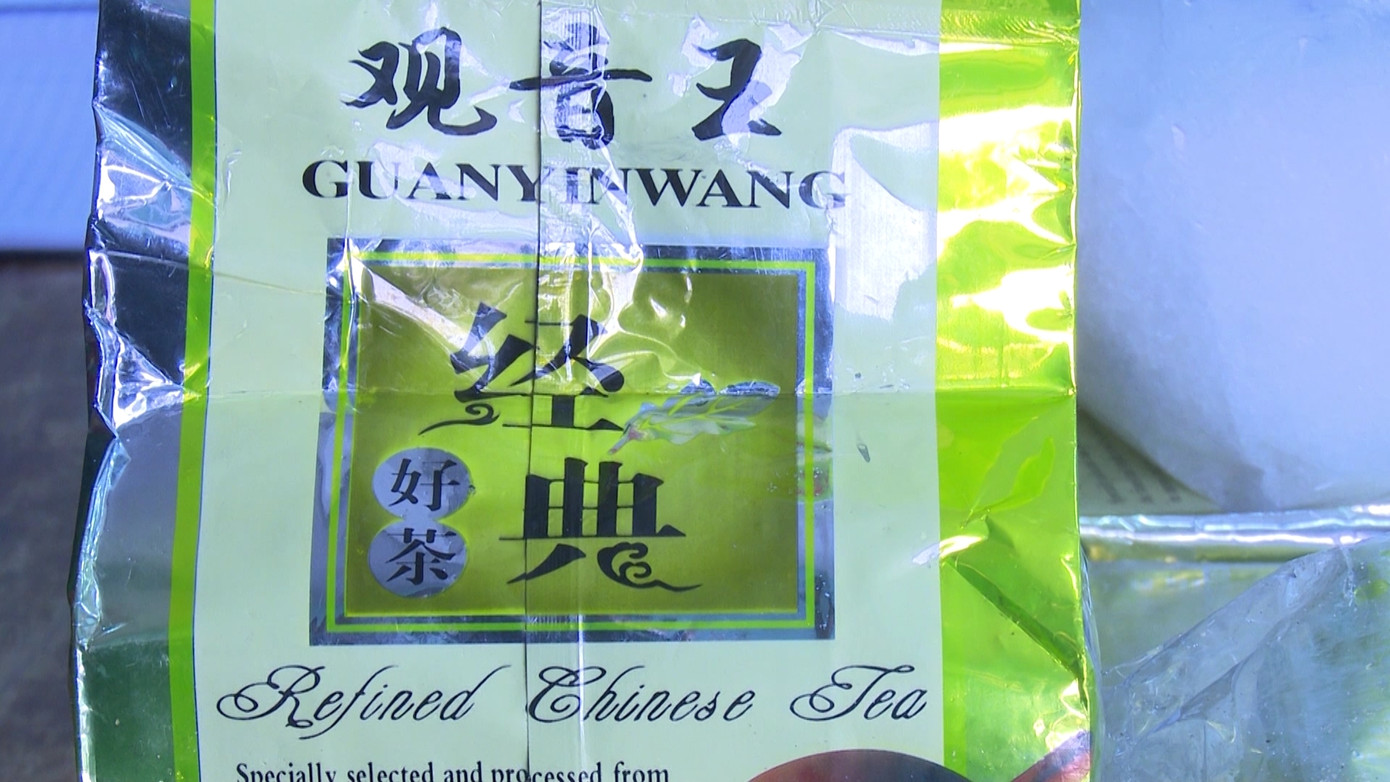 观音王
GUANYINWANG
经典
好茶
Refined Chinese Tea
Specially selected and processed from